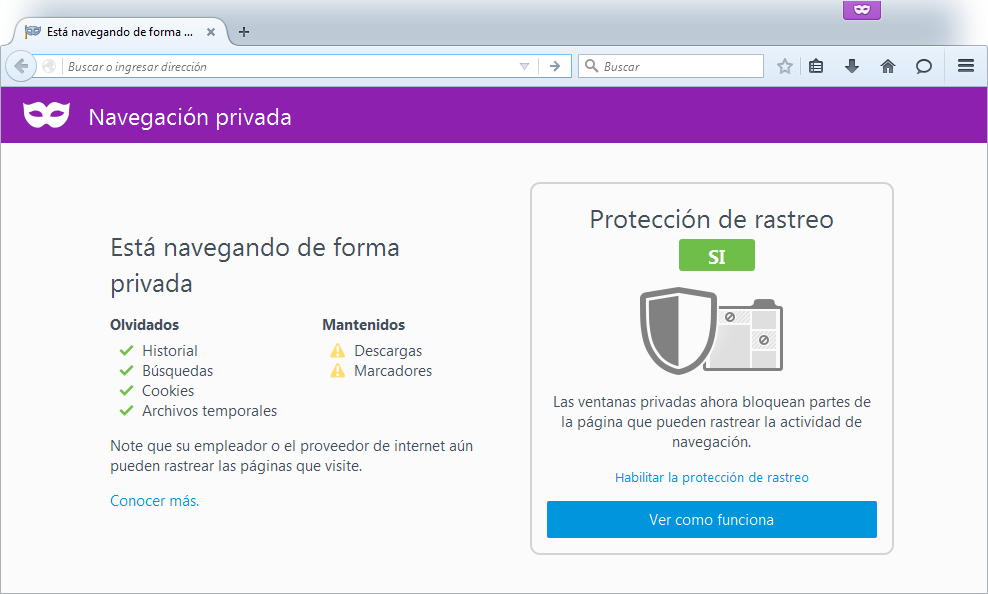 Está navegando de forma ...
Buscar o ingresar dirección
Buscar
Navegación privada
Está navegando de forma
privada
Olvidados
Historial
Búsquedas
Cookies
Archivos temporales
Mantenidos
Descargas
Marcadores
Note que su empleador o el proveedor de internet aún
pueden rastrear las páginas que visite.
Conocer más.
Protección de rastreo
SI
Las ventanas privadas ahora bloquean partes de
la página que pueden rastrear la actividad de
navegación.
Habilitar la protección de rastreo
Ver como funciona